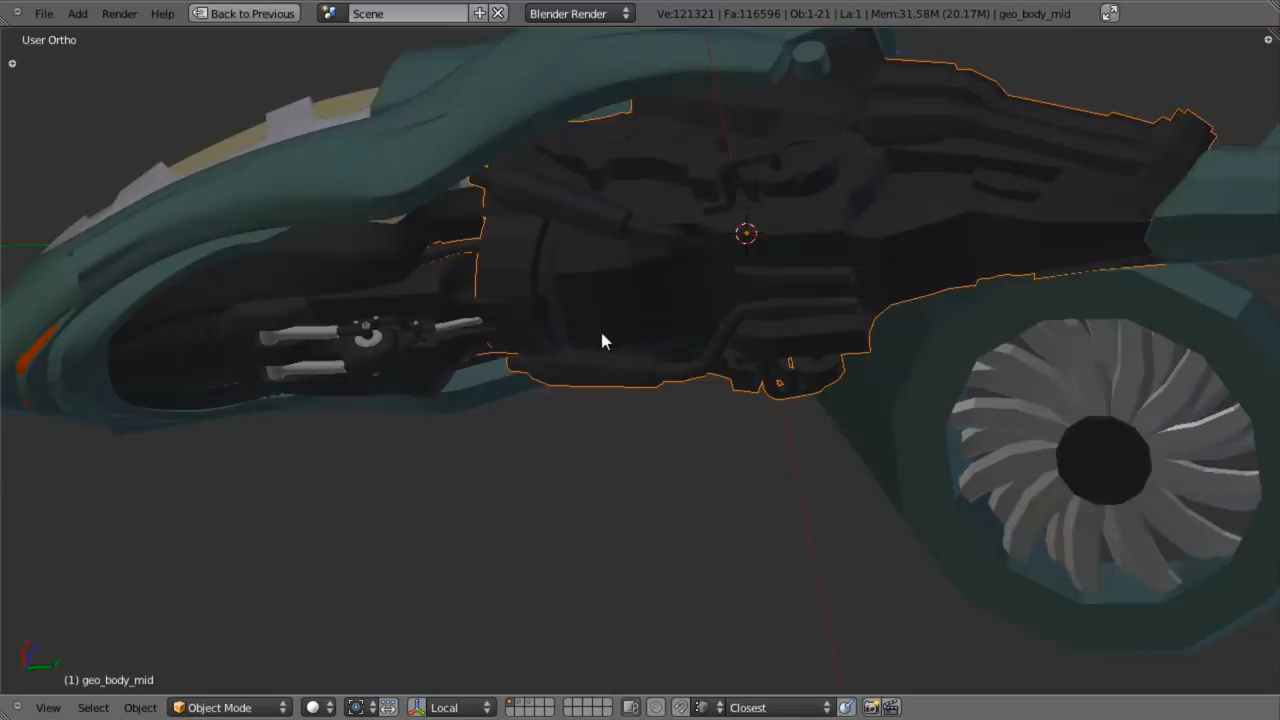 File Add Render Help Back to Previous Scene Blender Render Ve:121321 | Fa:116596 | Ob:1-21 | La:1 | Mem:31.58M (20.17M) | geo_body_mid
User Ortho
(1) geo_body_mid
View Select Object Object Mode Local Closest